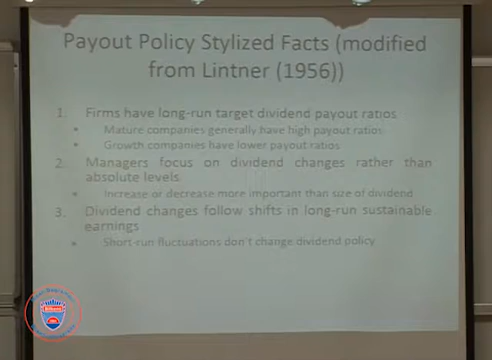 Payout Policy Stylized Facts (modified
from Lintner (1956))
1. Firms have long-run target dividend payout ratios
• Mature companies generally have high payout ratios
• Growth companies have lower payout ratios
2. Managers focus on dividend changes rather than
absolute levels
• Increase or decrease more important than size of dividend
3. Dividend changes follow shifts in long-run sustainable
earnings
• Short-run fluctuations don't change dividend policy